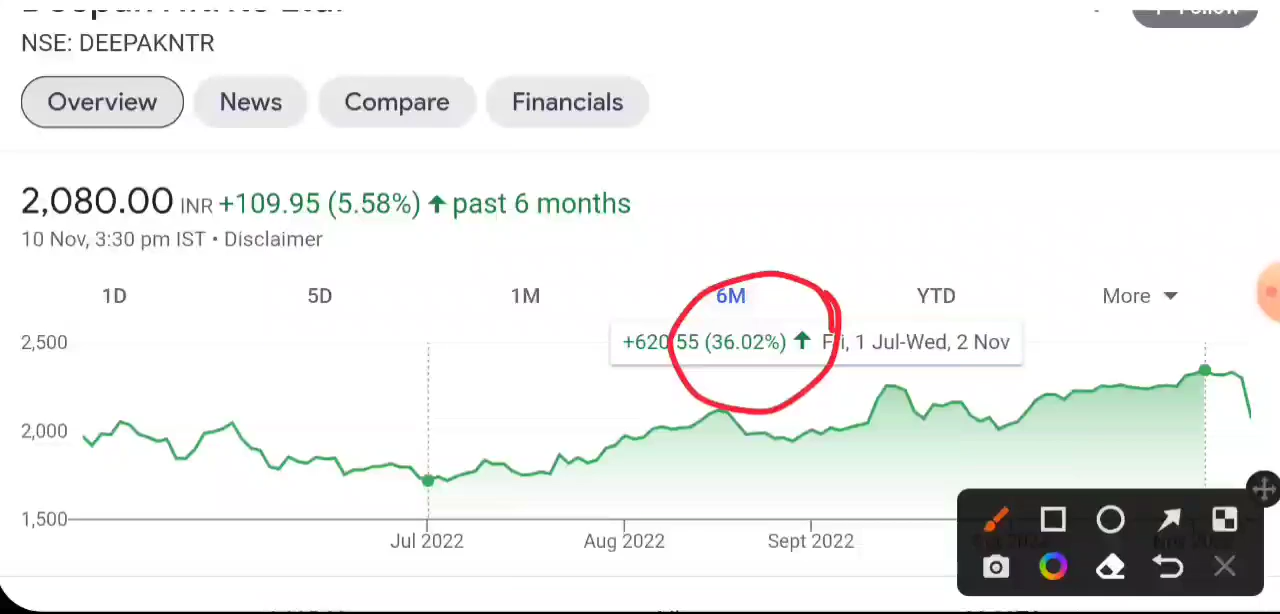 NSE: DEEPAKNTR
Overview News Compare Financials
2,080.00 INR +109.95 (5.58%) ↑ past 6 months
10 Nov, 3:30 pm IST • Disclaimer
1D 5D 1M 6M YTD More
+620.55 (36.02%) ↑ Fri, 1 Jul-Wed, 2 Nov
2,500
2,000
1,500
Jul 2022 Aug 2022 Sept 2022